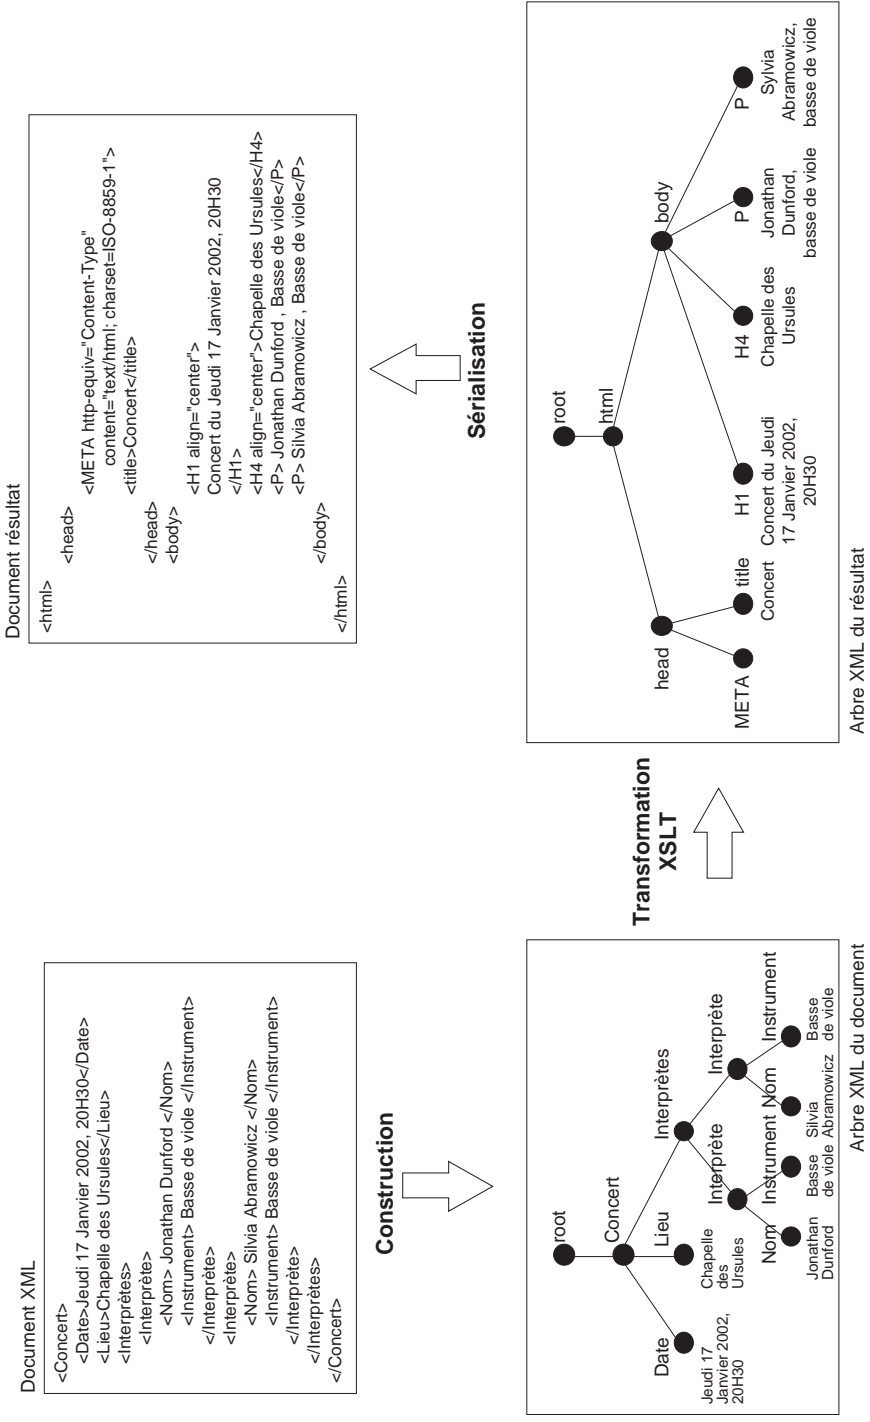 Document XML
<Concert>
<Date>Jeudi 17 Janvier 2002, 20H30</Date>
<Lieu>Chapelle des Ursules</Lieu>
<Interprètes>
<Interprète>
<Nom> Jonathan Dunford </Nom>
<Instrument> Basse de viole </Instrument>
</Interprète>
<Interprète>
<Nom> Silvia Abramowicz </Nom>
<Instrument> Basse de viole </Instrument>
</Interprète>
</Interprètes>
</Concert>
Construction
root
Concert
Date
Lieu
Interprètes
Jeudi 17
Janvier 2002,
20H30
Chapelle
des
Ursules
Interprète
Interprète
Nom
Instrument
Nom
Instrument
Jonathan
Dunford
Basse
de viole
Silvia
Abramowicz
Basse
de viole
Arbre XML du document
Transformation
XSLT
Document résultat
<html>
<head>
<META http-equiv="Content-Type"
content="text/html; charset=ISO-8859-1">
<title>Concert</title>
</head>
<body>
<H1 align="center">
Concert du Jeudi 17 Janvier 2002, 20H30
</H1>
<H4 align="center">Chapelle des Ursules</H4>
<P> Jonathan Dunford , Basse de viole</P>
<P> Silvia Abramowicz , Basse de viole</P>
</body>
</html>
Sérialisation
root
html
head
body
META
title
H1
H4
P
P
Concert
Concert du Jeudi
17 Janvier 2002,
20H30
Chapelle des
Ursules
Jonathan
Dunford,
basse de viole
Sylvia
Abramowicz,
basse de viole
Arbre XML du résultat